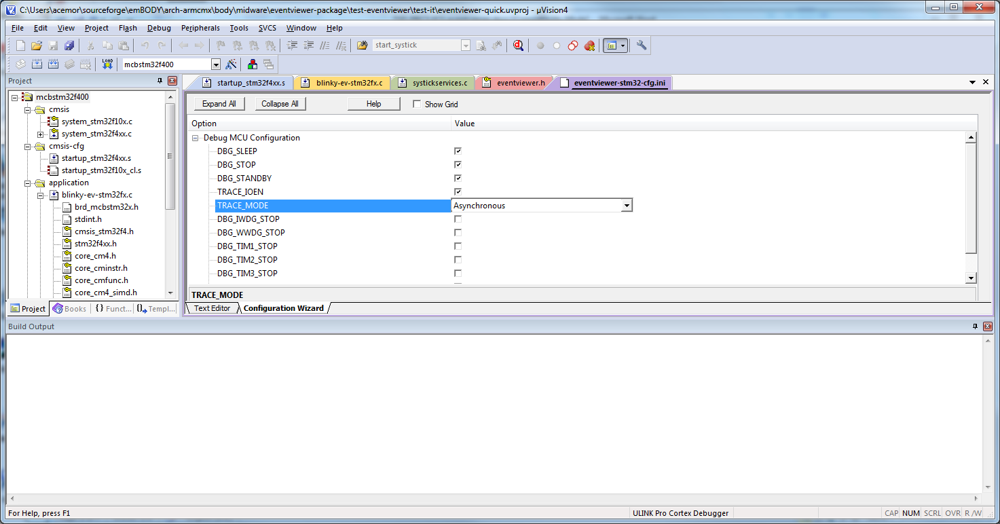 C:\Users\acemor\sourceforge\emBODY\arch-armcmx\body\midware\eventviewer-package\test-eventviewer\test-it\eventviewer-quick.uvproj - µVision4
File Edit View Project Flash Debug Peripherals Tools SVCS Window Help
start_systick
LOAD
mcbstm32f400
Project
mcbstm32f400
cmsis
system_stm32f10x.c
system_stm32f4xx.c
cmsis-cfg
startup_stm32f4xx.s
startup_stm32f10x_cl.s
application
blinky-ev-stm32fx.c
brd_mcbstm32x.h
stdint.h
cmsis_stm32f4.h
stm32f4xx.h
core_cm4.h
core_cminstr.h
core_cmfunc.h
core_cm4_simd.h
Project Books {} Funct... {} Templ...
startup_stm32f4xx.s blinky-ev-stm32fx.c systickservices.c eventviewer.h eventviewer-stm32-cfg.ini
Expand All Collapse All Help Show Grid
Option Value
Debug MCU Configuration
DBG_SLEEP
DBG_STOP
DBG_STANDBY
TRACE_IOEN
TRACE_MODE Asynchronous
DBG_IWDG_STOP
DBG_WWDG_STOP
DBG_TIM1_STOP
DBG_TIM2_STOP
DBG_TIM3_STOP
TRACE_MODE
Text Editor Configuration Wizard
Build Output
For Help, press F1 ULINK Pro Cortex Debugger CAP NUM SCRL OVR R/W